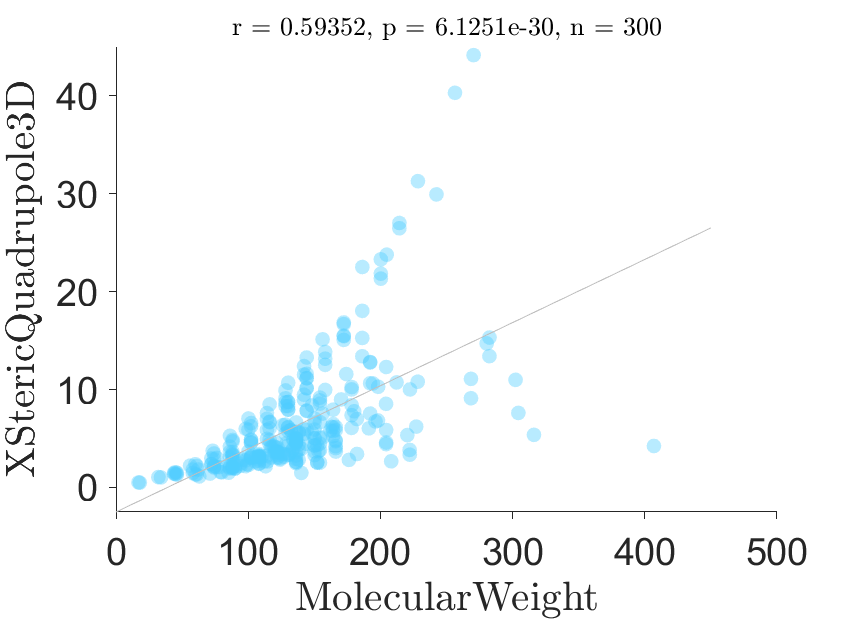 r = 0.59352, p = 6.1251e-30, n = 300
XStericQuadrupole3D
40
30
20
10
0
0 100 200 300 400 500
MolecularWeight